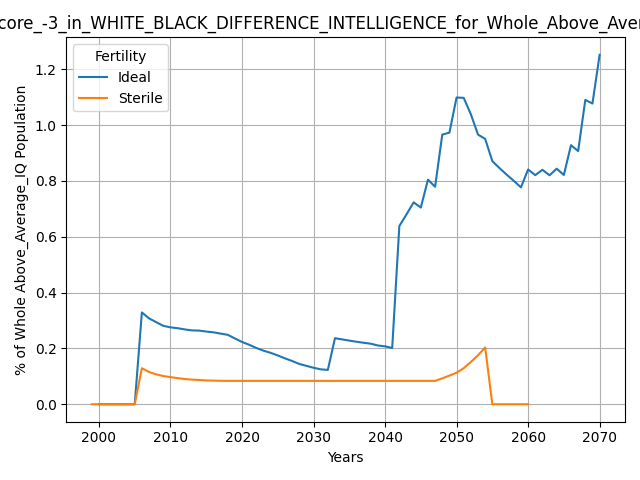 core_-3_in_WHITE_BLACK_DIFFERENCE_INTELLIGENCE_for_Whole_Above_Aver
Fertility
Ideal
Sterile
% of Whole Above_Average_IQ Population
1.2
1.0
0.8
0.6
0.4
0.2
0.0
2000 2010 2020 2030 2040 2050 2060 2070
Years